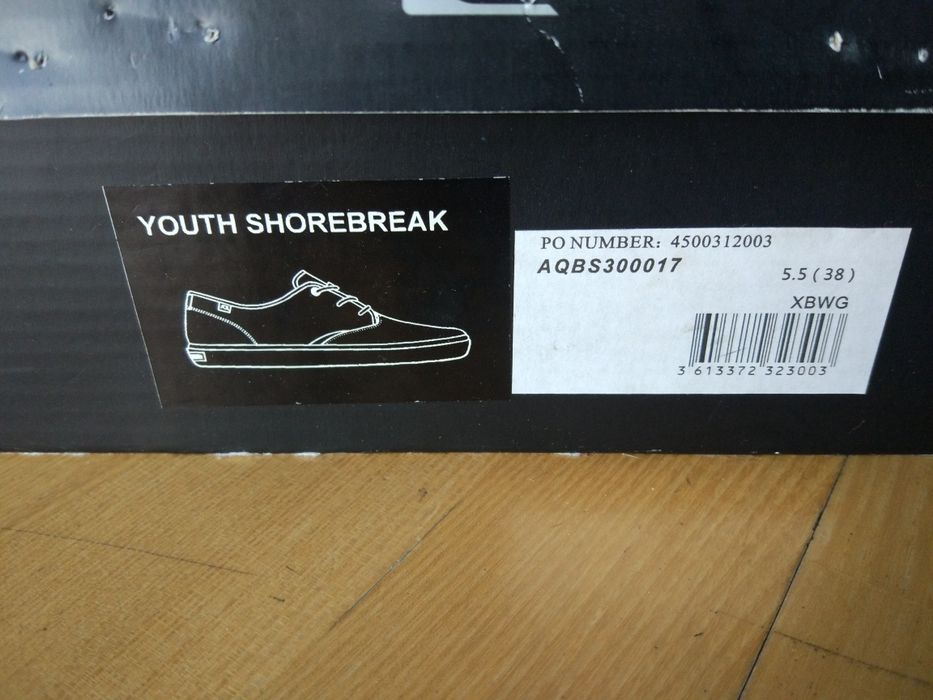 YOUTH SHOREBREAK
PO NUMBER: 4500312003
AQBS300017
5.5 (38)
XBWG
3 613372 323003